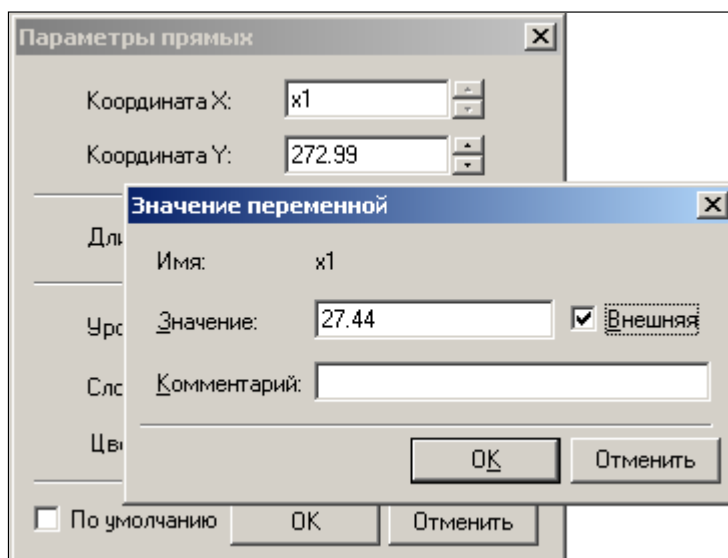 Параметры прямых
Координата X: x1
Координата Y: 272.99
Значение переменной
Имя: x1
Значение: 27.44 Внешняя
Комментарий:
OK Отменить
По умолчанию OK Отменить